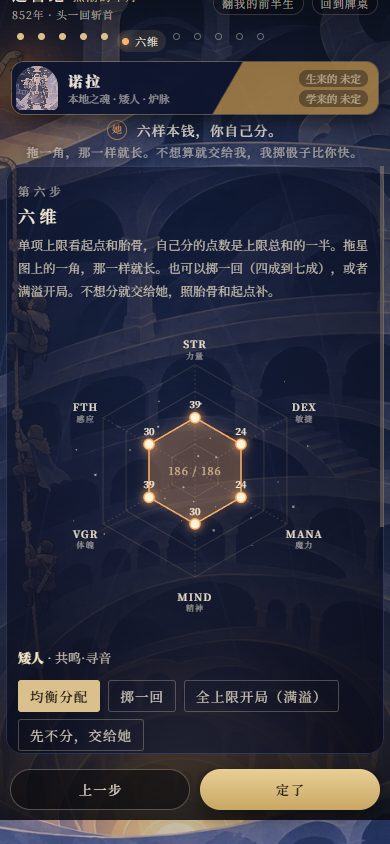 翻我的前半生
回到牌桌
852年 · 头一回斩首
六维
诺拉
本地之魂 · 矮人 · 炉脉
生来的 未定
学来的 未定
她
六样本钱，你自己分。
拖一角，那一样就长。不想算就交给我，我掷骰子比你快。
第六步
六维
单项上限看起点和胎骨，自己分的点数是上限总和的一半。拖星
图上的一角，那一样就长。也可以掷一回（四成到七成），或者
满溢开局。不想分就交给她，照胎骨和起点补。
STR
力量
39
FTH
感应
30
DEX
敏捷
24
186 / 186
VGR
体魄
39
MANA
魔力
24
30
MIND
精神
矮人 · 共鸣·寻音
均衡分配
掷一回
全上限开局（满溢）
先不分，交给她
上一步
定了